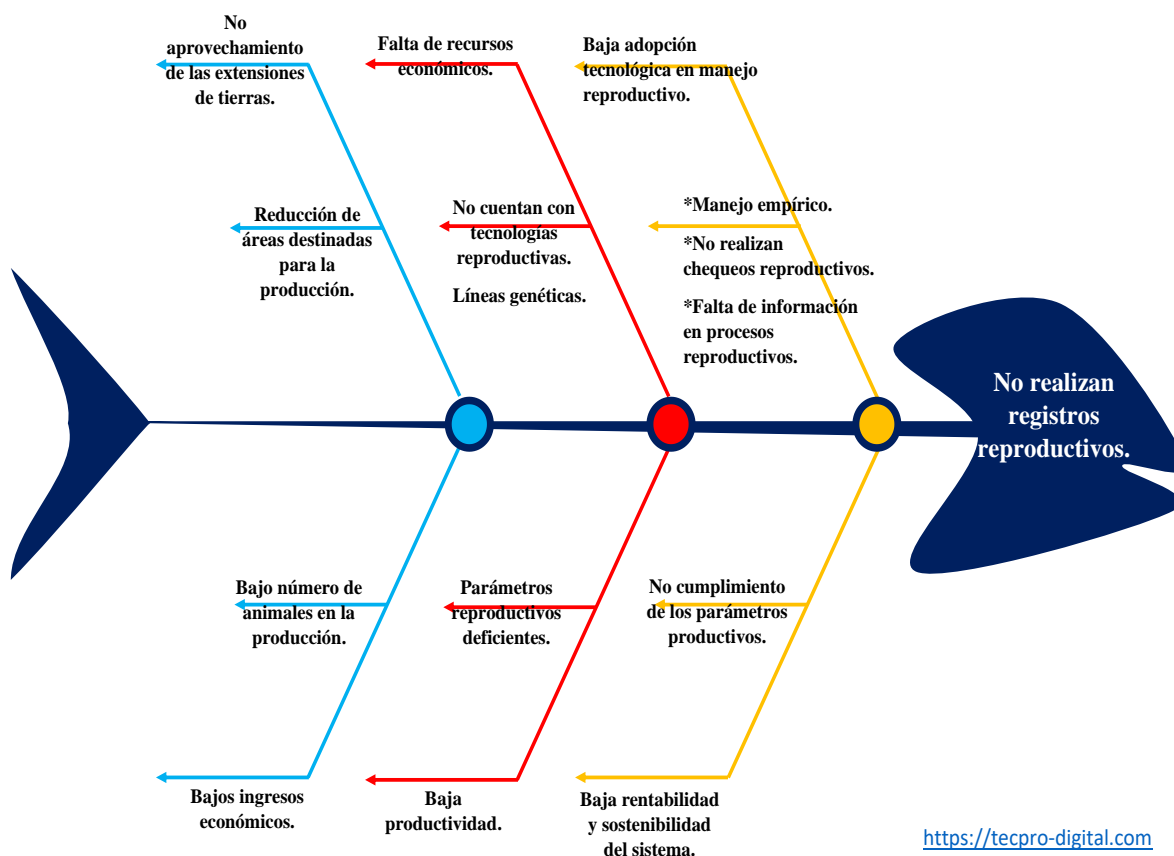 No
aprovechamiento
de las extensiones
de tierras.
Falta de recursos
económicos.
Baja adopción
tecnológica en manejo
reproductivo.
Reducción de
áreas destinadas
para la
producción.
No cuentan con
tecnologías
reproductivas.
Líneas genéticas.
*Manejo empírico.
*No realizan
chequeos reproductivos.
*Falta de información
en procesos
reproductivos.
No realizan
registros
reproductivos.
Bajo número de
animales en la
producción.
Parámetros
reproductivos
deficientes.
No cumplimiento
de los parámetros
productivos.
Bajos ingresos
económicos.
Baja
productividad.
Baja rentabilidad
y sostenibilidad
del sistema.
https://tecpro-digital.com